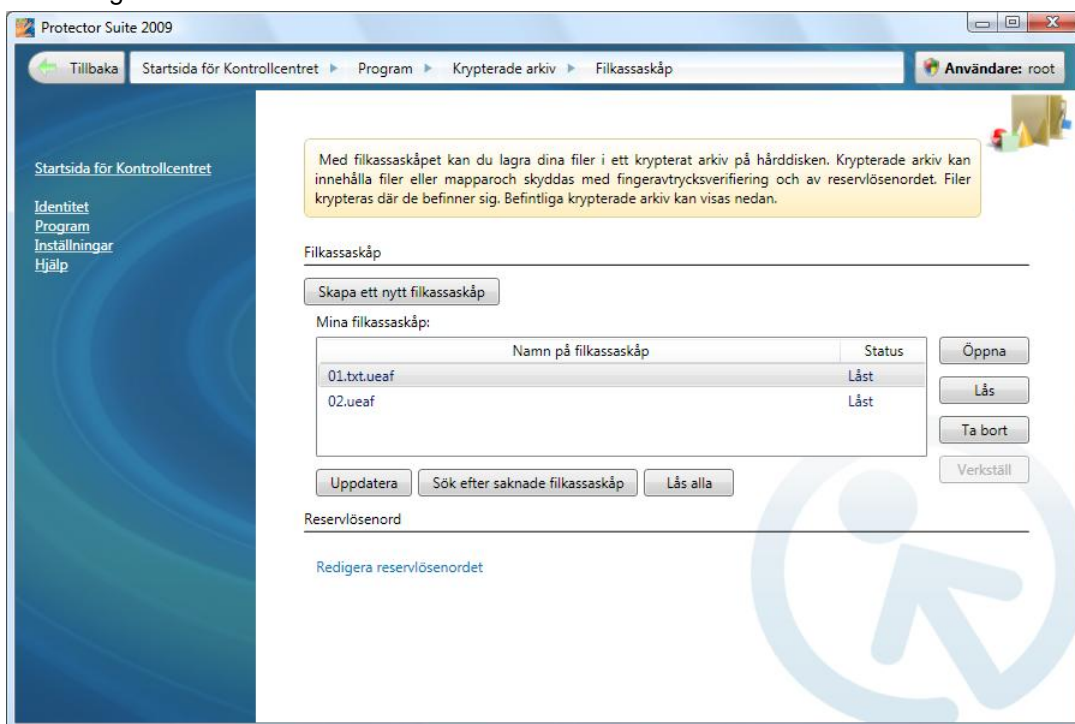 Protector Suite 2009
Tillbaka Startsida för Kontrollcentret Program Krypterade arkiv Filkassaskåp Användare: root
Startsida för Kontrollcentret
Identitet
Program
Inställningar
Hjälp
Med filkassaskåpet kan du lagra dina filer i ett krypterat arkiv på hårddisken. Krypterade arkiv kan
innehålla filer eller mapparoch skyddas med fingeravtrycksverifiering och av reservlösenordet. Filer
krypteras där de befinner sig. Befintliga krypterade arkiv kan visas nedan.
Filkassaskåp
Skapa ett nytt filkassaskåp
Mina filkassaskåp:
Namn på filkassaskåp Status
01.txt.ueaf Låst
02.ueaf Låst
Öppna
Lås
Ta bort
Verkställ
Uppdatera Sök efter saknade filkassaskåp Lås alla
Reservlösenord
Redigera reservlösenordet